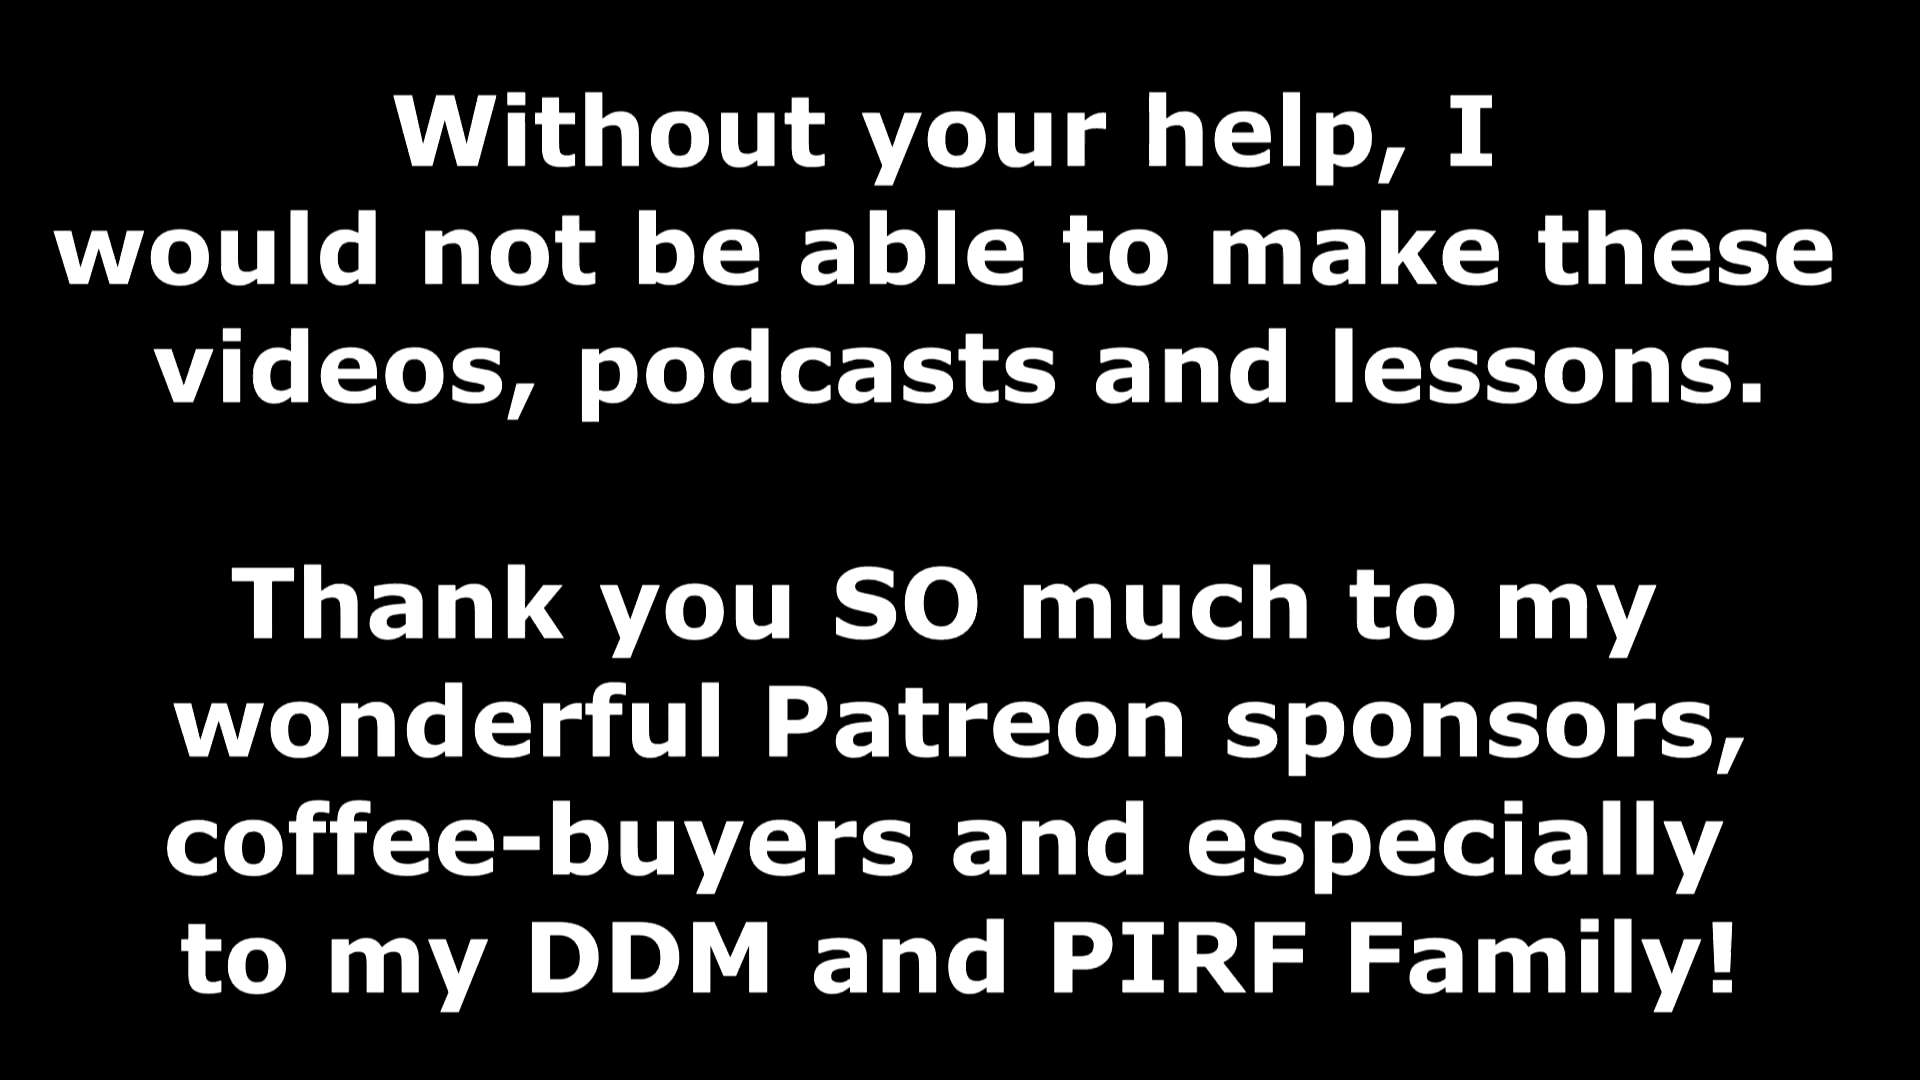 Without your help, I
would not be able to make these
videos, podcasts and lessons.
Thank you SO much to my
wonderful Patreon sponsors,
coffee-buyers and especially
to my DDM and PIRF Family!